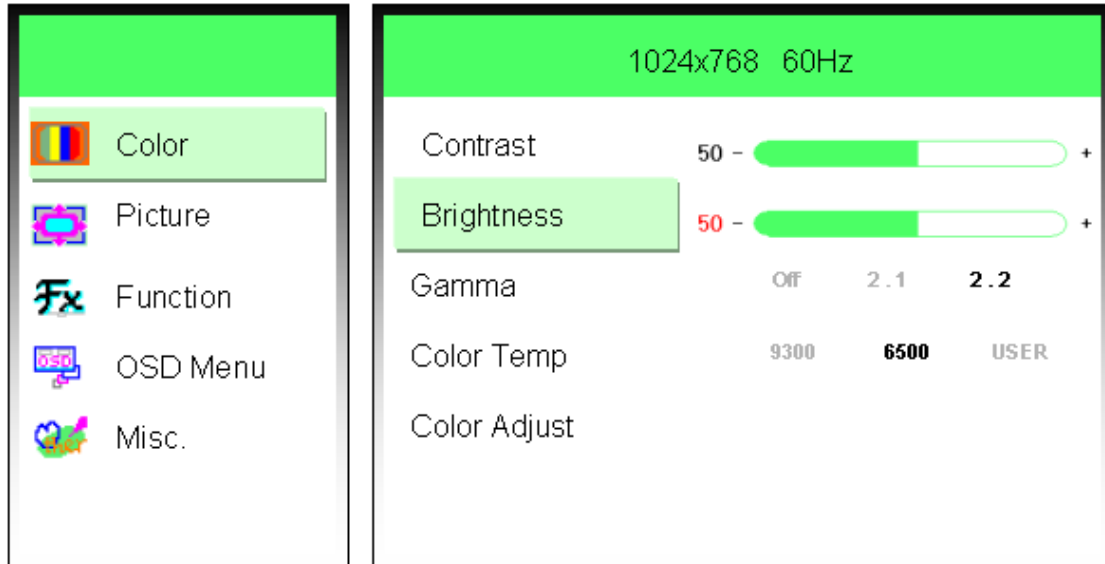 Color
Picture
Function
OSD
OSD Menu
Misc.
1024x768 60Hz
Contrast 50 - +
Brightness 50 - +
Gamma Off 2.1 2.2
Color Temp 9300 6500 USER
Color Adjust